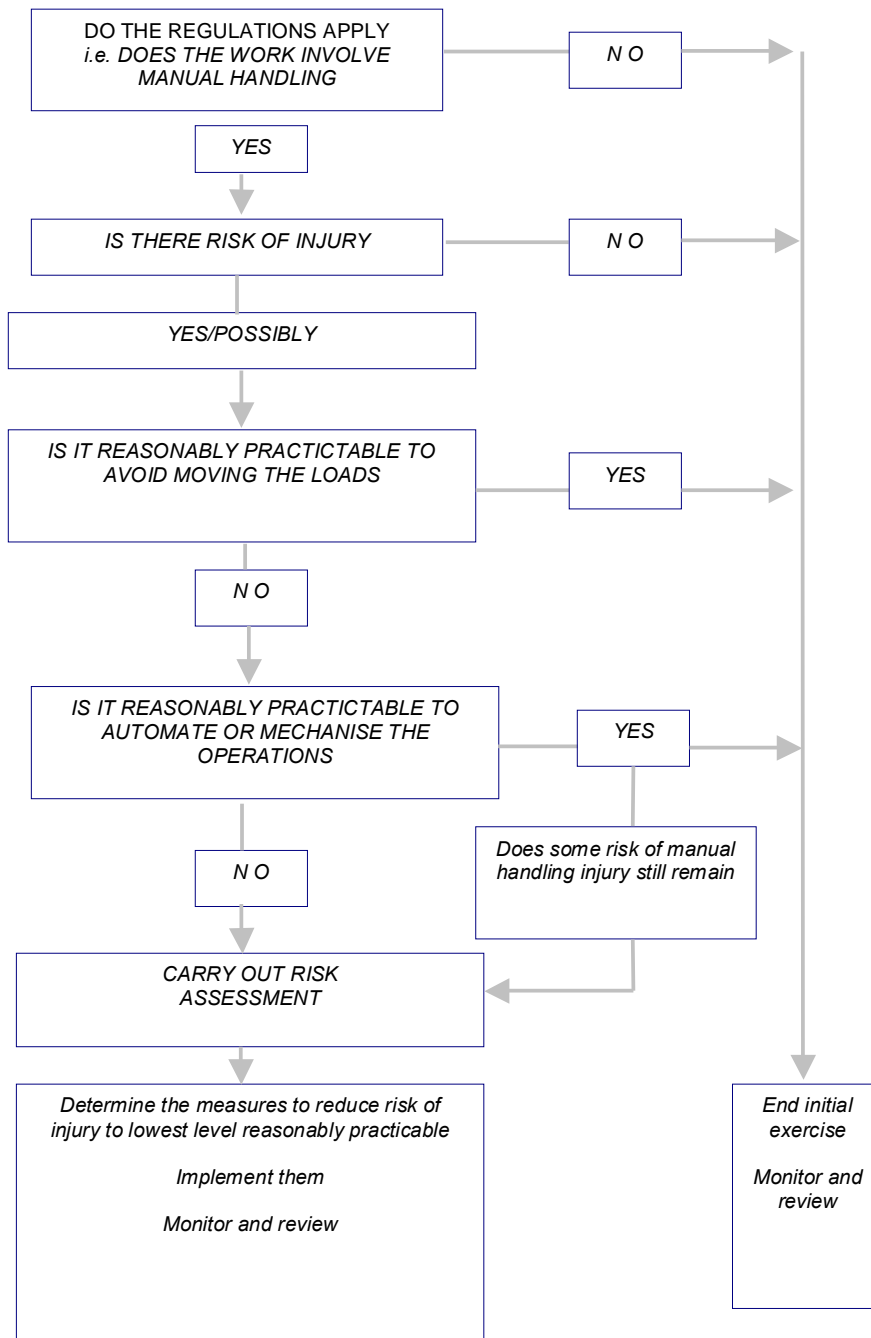 DO THE REGULATIONS APPLY
i.e. DOES THE WORK INVOLVE
MANUAL HANDLING
N O
YES
IS THERE RISK OF INJURY
N O
YES/POSSIBLY
IS IT REASONABLY PRACTICTABLE TO
AVOID MOVING THE LOADS
YES
N O
IS IT REASONABLY PRACTICTABLE TO
AUTOMATE OR MECHANISE THE
OPERATIONS
YES
Does some risk of manual
handling injury still remain
N O
CARRY OUT RISK
ASSESSMENT
Determine the measures to reduce risk of
injury to lowest level reasonably practicable
Implement them
Monitor and review
End initial
exercise
Monitor and
review